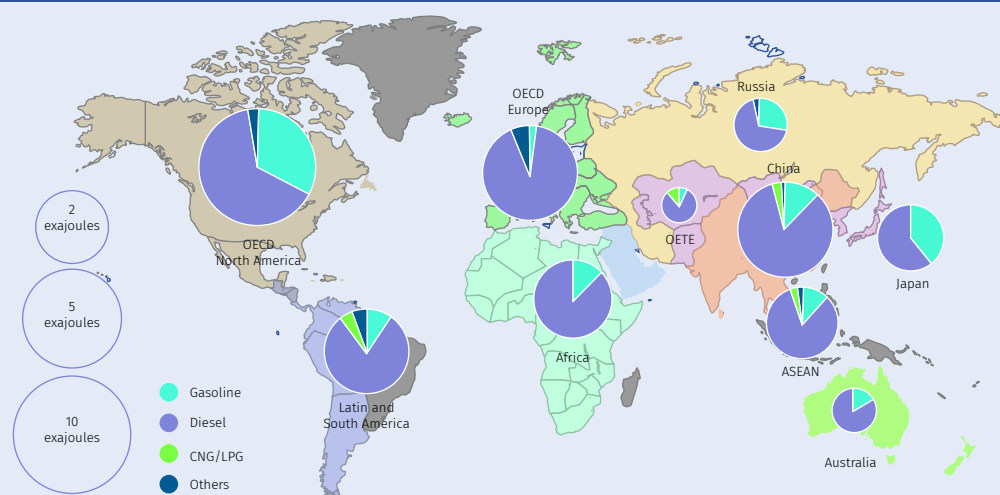 OECD
Europe
Russia
China
2
exajoules
OECD
North America
OETE
Japan
5
exajoules
Africa
ASEAN
Gasoline
Latin and
South America
Diesel
10
exajoules
CNG/LPG
Australia
Others